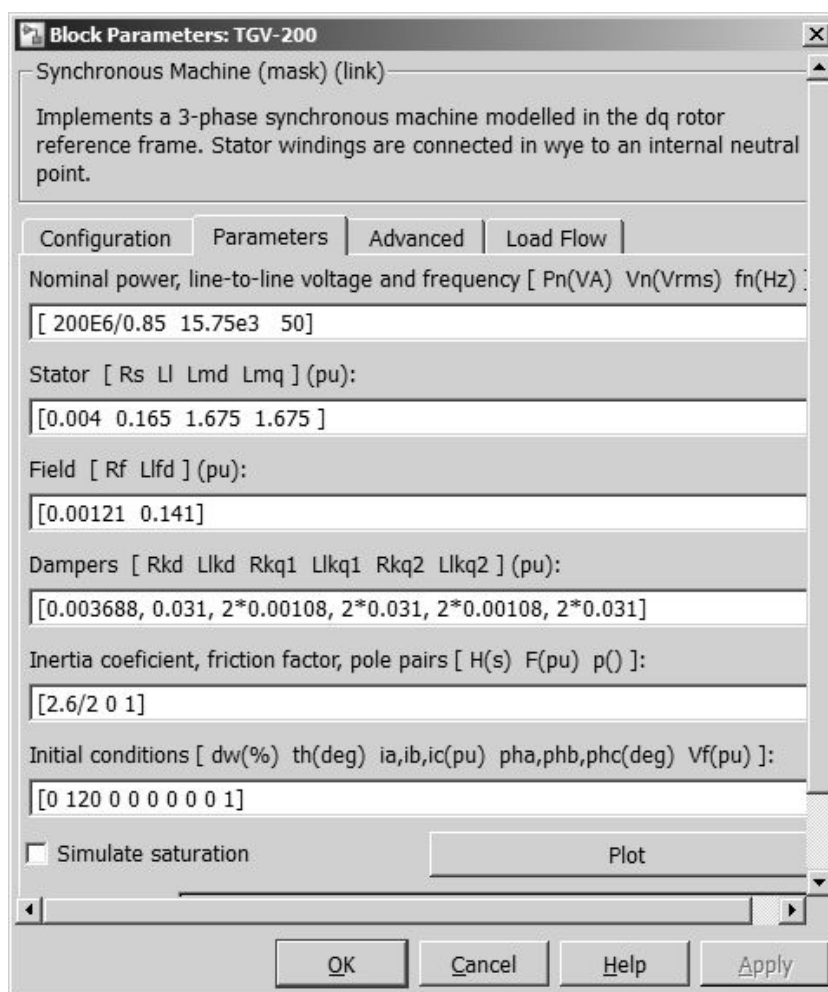 Block Parameters: TGV-200
Synchronous Machine (mask) (link)
Implements a 3-phase synchronous machine modelled in the dq rotor
reference frame. Stator windings are connected in wye to an internal neutral
point.
Configuration Parameters Advanced Load Flow
Nominal power, line-to-line voltage and frequency [ Pn(VA) Vn(Vrms) fn(Hz) ]
[ 200E6/0.85 15.75e3 50]
Stator [ Rs Ll Lmd Lmq ] (pu):
[0.004 0.165 1.675 1.675 ]
Field [ Rf Llfd ] (pu):
[0.00121 0.141]
Dampers [ Rkd Llkd Rkq1 Llkq1 Rkq2 Llkq2 ] (pu):
[0.003688, 0.031, 2*0.00108, 2*0.031, 2*0.00108, 2*0.031]
Inertia coeficient, friction factor, pole pairs [ H(s) F(pu) p() ]:
[2.6/2 0 1]
Initial conditions [ dw(%) th(deg) ia,ib,ic(pu) pha,phb,phc(deg) Vf(pu) ]:
[0 120 0 0 0 0 0 0 1]
Simulate saturation Plot
OK Cancel Help Apply